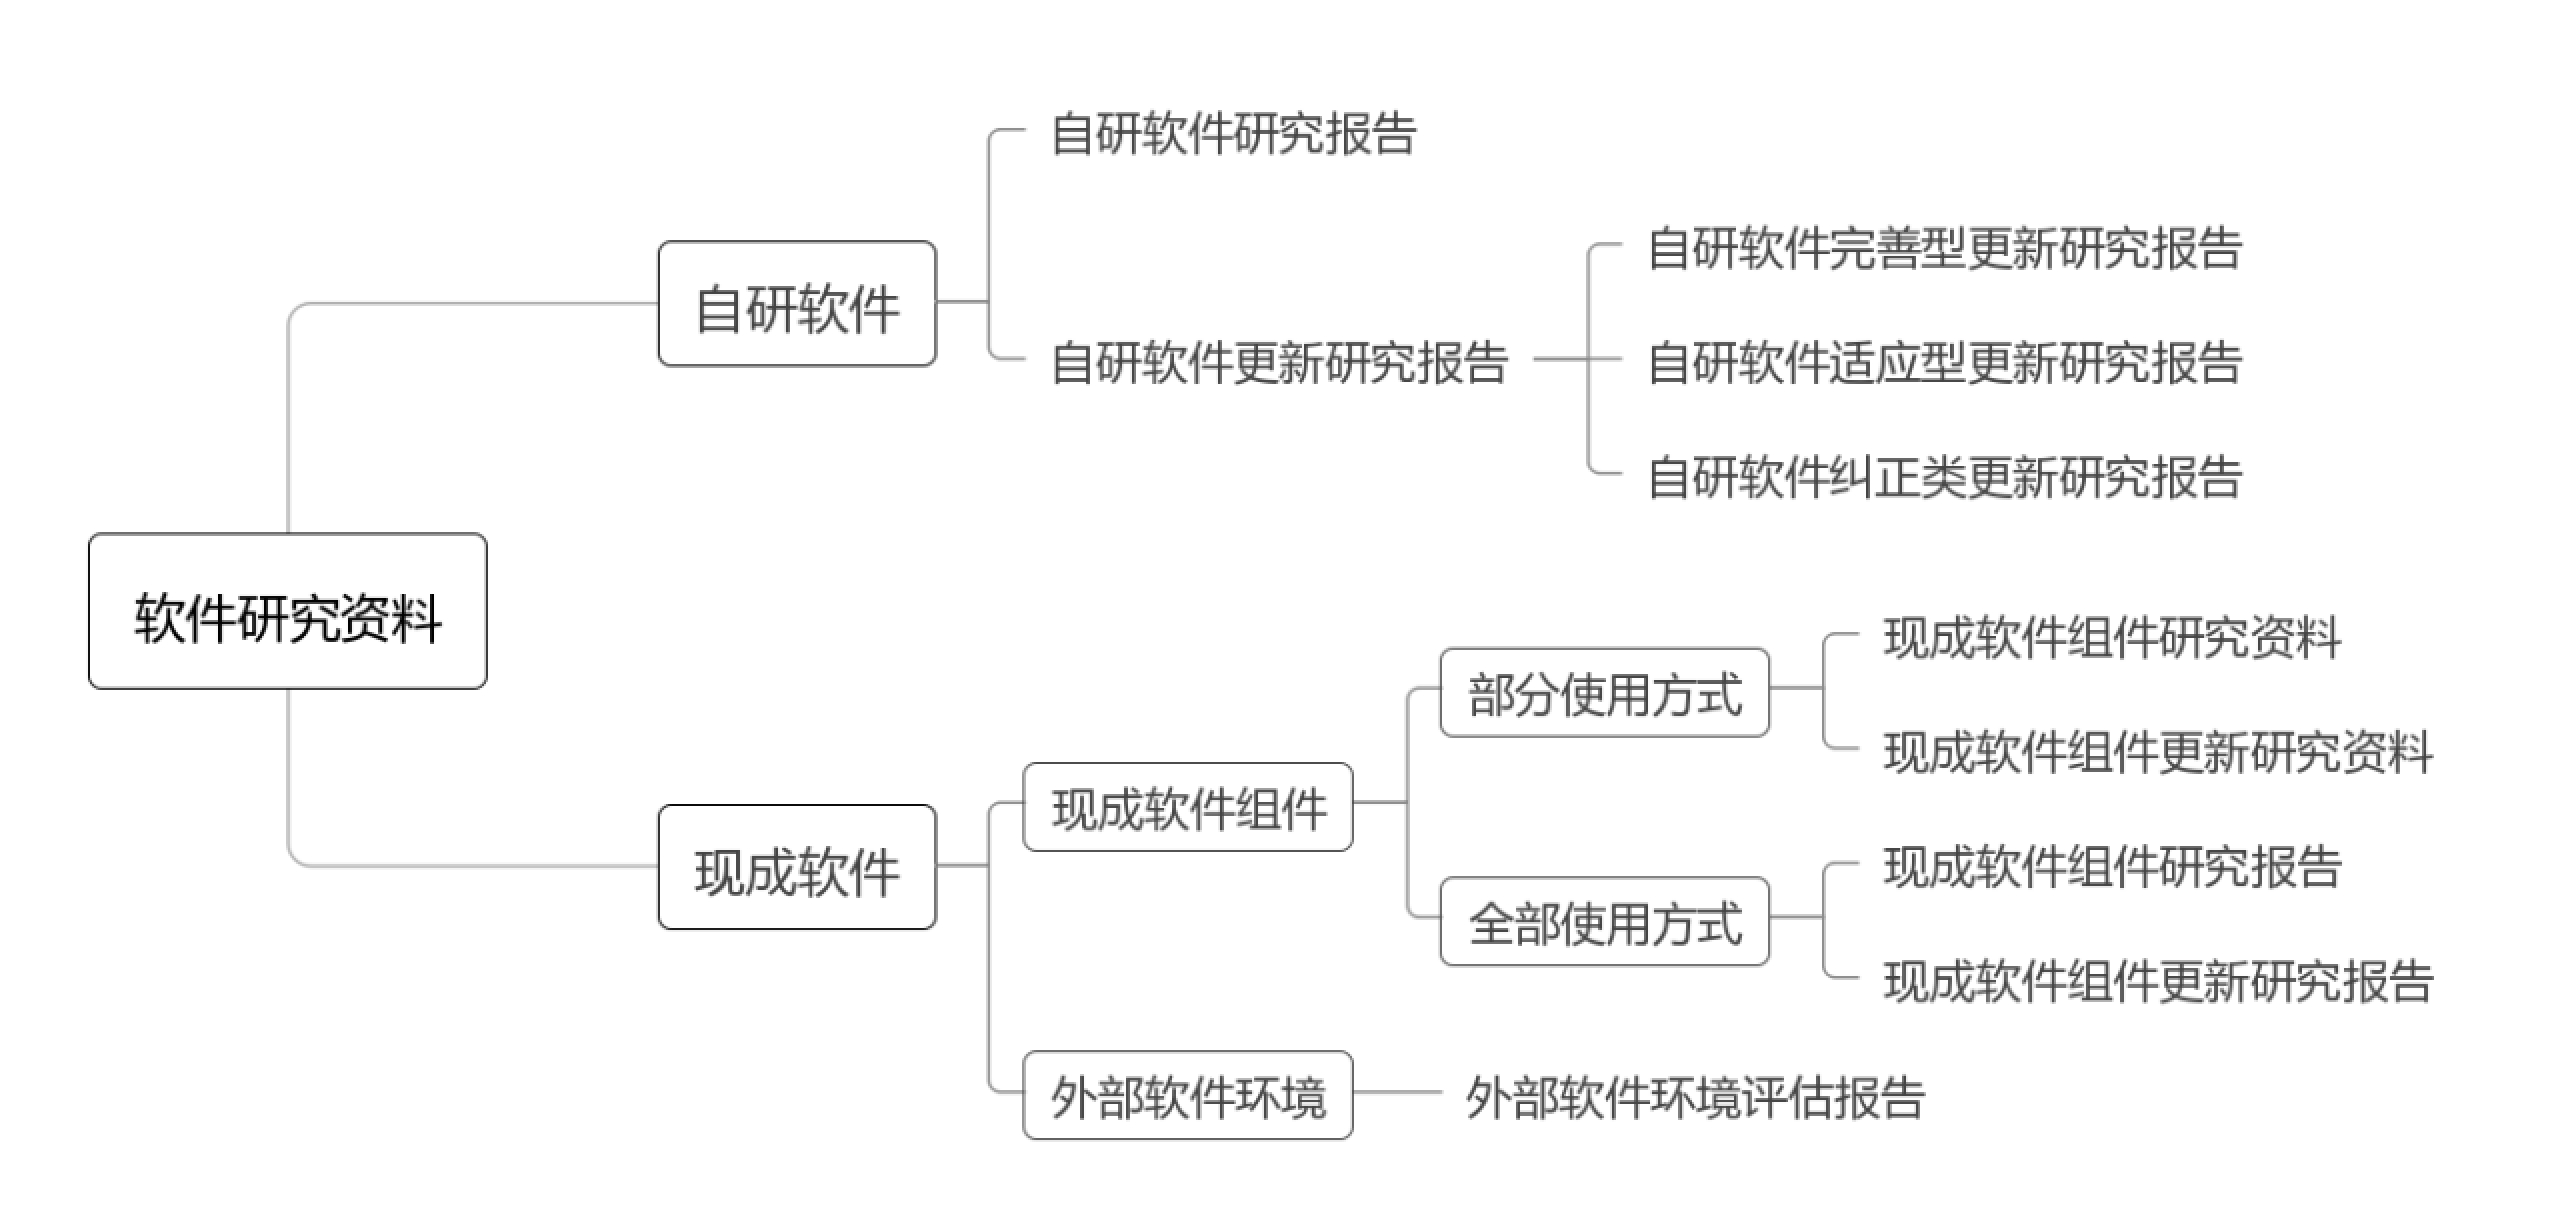 软件研究资料
自研软件
自研软件研究报告
自研软件更新研究报告
自研软件完善型更新研究报告
自研软件适应型更新研究报告
自研软件纠正类更新研究报告
现成软件
现成软件组件
部分使用方式
现成软件组件研究资料
现成软件组件更新研究资料
全部使用方式
现成软件组件研究报告
现成软件组件更新研究报告
外部软件环境
外部软件环境评估报告